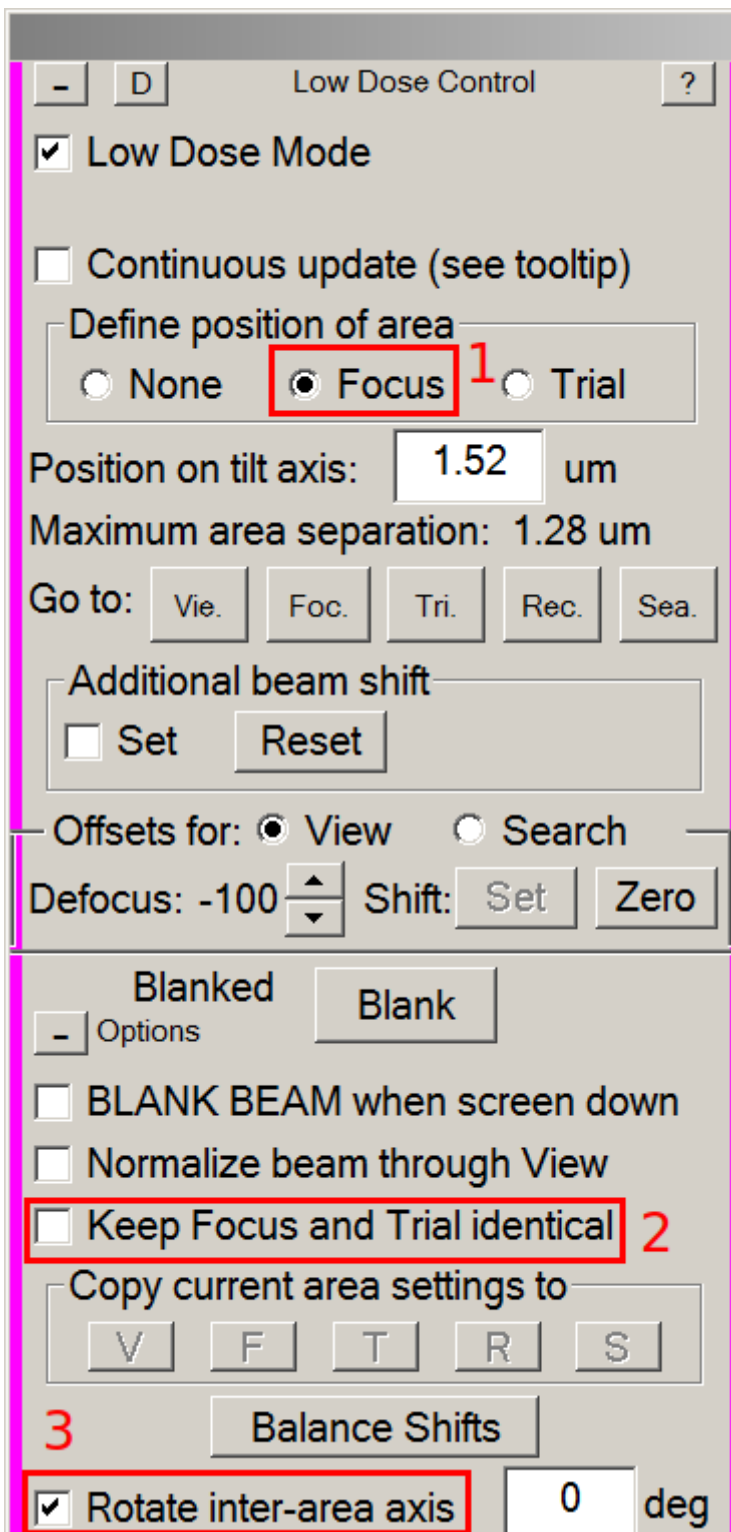 - D Low Dose Control ?
Low Dose Mode
Continuous update (see tooltip)
Define position of area
None Focus 1 Trial
Position on tilt axis: 1.52 um
Maximum area separation: 1.28 um
Go to: Vie. Foc. Tri. Rec. Sea.
Additional beam shift
Set Reset
Offsets for: View Search
Defocus: -100 Shift: Set Zero
Blanked Blank
- Options
BLANK BEAM when screen down
Normalize beam through View
Keep Focus and Trial identical 2
Copy current area settings to
V F T R S
3 Balance Shifts
Rotate inter-area axis 0 deg